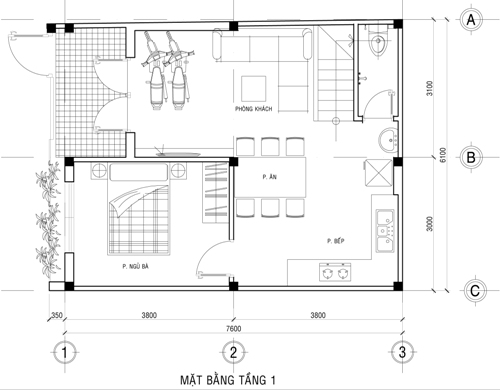 A
3100
PHÒNG KHÁCH
B
6100
P. ĂN
3000
P. BẾP
P. NGỦ BÀ
C
350
3800
3800
7600
1
2
3
MẶT BẰNG TẦNG 1